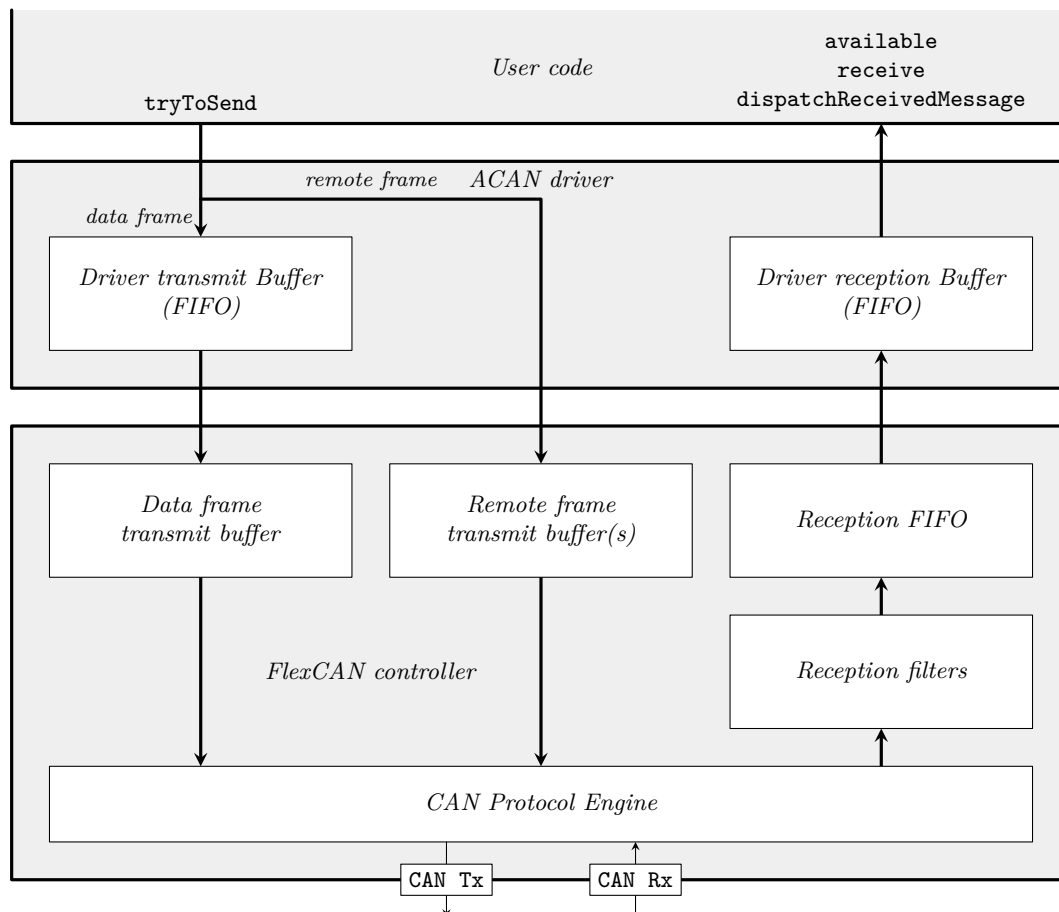 User code
available
receive
dispatchReceivedMessage
tryToSend
remote frame
ACAN driver
data frame
Driver transmit Buffer
(FIFO)
Driver reception Buffer
(FIFO)
Data frame
transmit buffer
Remote frame
transmit buffer(s)
Reception FIFO
FlexCAN controller
Reception filters
CAN Protocol Engine
CAN Tx
CAN Rx